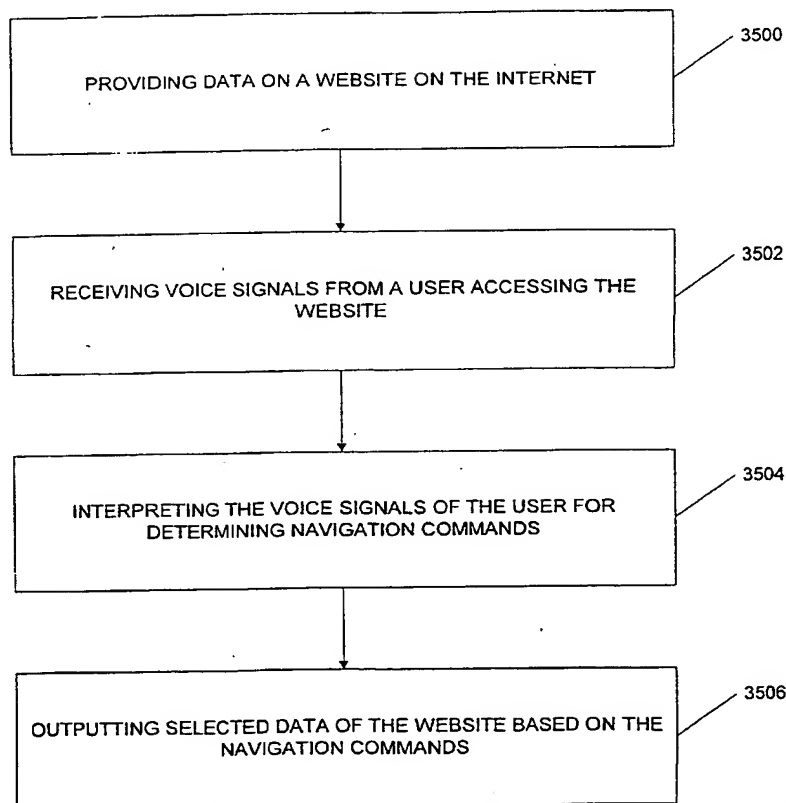 3500
PROVIDING DATA ON A WEBSITE ON THE INTERNET
3502
RECEIVING VOICE SIGNALS FROM A USER ACCESSING THE
WEBSITE
3504
INTERPRETING THE VOICE SIGNALS OF THE USER FOR
DETERMINING NAVIGATION COMMANDS
3506
OUTPUTTING SELECTED DATA OF THE WEBSITE BASED ON THE
NAVIGATION COMMANDS